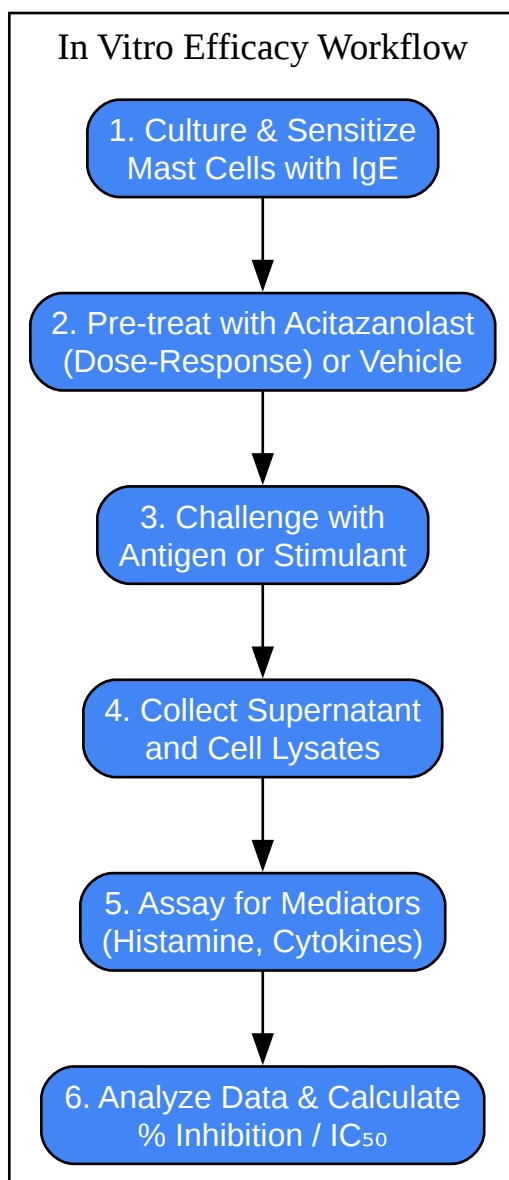 In Vitro Efficacy Workflow
1. Culture & Sensitize
Mast Cells with IgE
2. Pre-treat with Acitazanolast
(Dose-Response) or Vehicle
3. Challenge with
Antigen or Stimulant
4. Collect Supernatant
and Cell Lysates
5. Assay for Mediators
(Histamine, Cytokines)
6. Analyze Data & Calculate
% Inhibition / IC₅₀